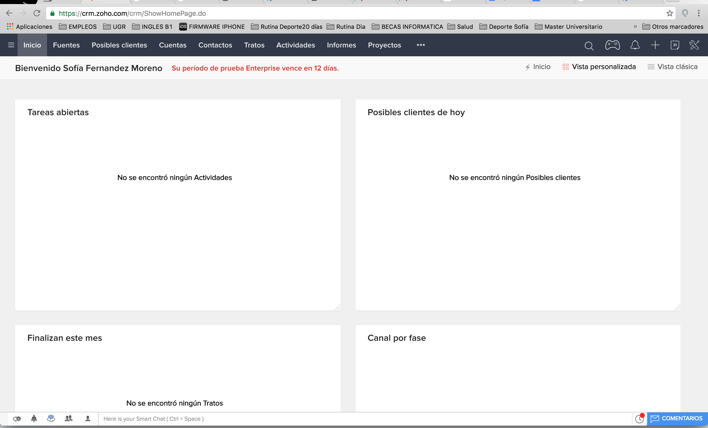 https://crm.zoho.com/crm/ShowHomePage.do
Aplicaciones EMPLEOS UGR INGLES B1 FIRMWARE IPHONE Rutina Deporte20 días Rutina Día BECAS INFORMATICA Salud Deporte Sofía Master Universitario » Otros marcadores
Inicio Fuentes Posibles clientes Cuentas Contactos Tratos Actividades Informes Proyectos •••
Bienvenido Sofía Fernandez Moreno Su período de prueba Enterprise vence en 12 días. Inicio Vista personalizada Vista clásica
Tareas abiertas Posibles clientes de hoy
No se encontró ningún Actividades No se encontró ningún Posibles clientes
Finalizan este mes Canal por fase
No se encontró ningún Tratos
Here is your Smart Chat ( Ctrl + Space ) COMENTARIOS